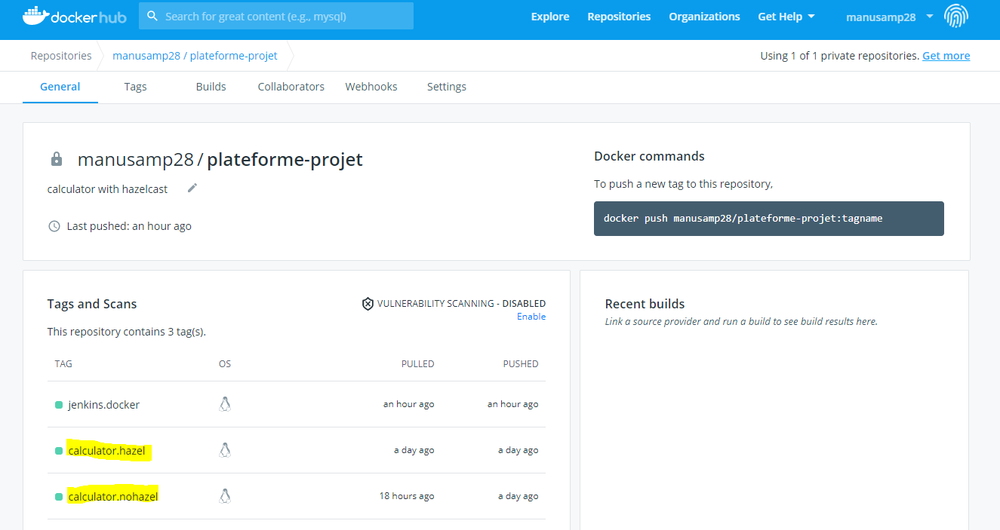 dockerhub Search for great content (e.g., mysql) Explore Repositories Organizations Get Help manusamp28
Repositories manusamp28 / plateforme-projet Using 1 of 1 private repositories. Get more
General Tags Builds Collaborators Webhooks Settings
manusamp28 / plateforme-projet
calculator with hazelcast
Last pushed: an hour ago
Docker commands
To push a new tag to this repository,
docker push manusamp28/plateforme-projet:tagname
Tags and Scans
VULNERABILITY SCANNING - DISABLED
Enable
This repository contains 3 tag(s).
TAG OS PULLED PUSHED
jenkins.docker an hour ago an hour ago
calculator.hazel a day ago a day ago
calculator.nohazel 18 hours ago a day ago
Recent builds
Link a source provider and run a build to see build results here.